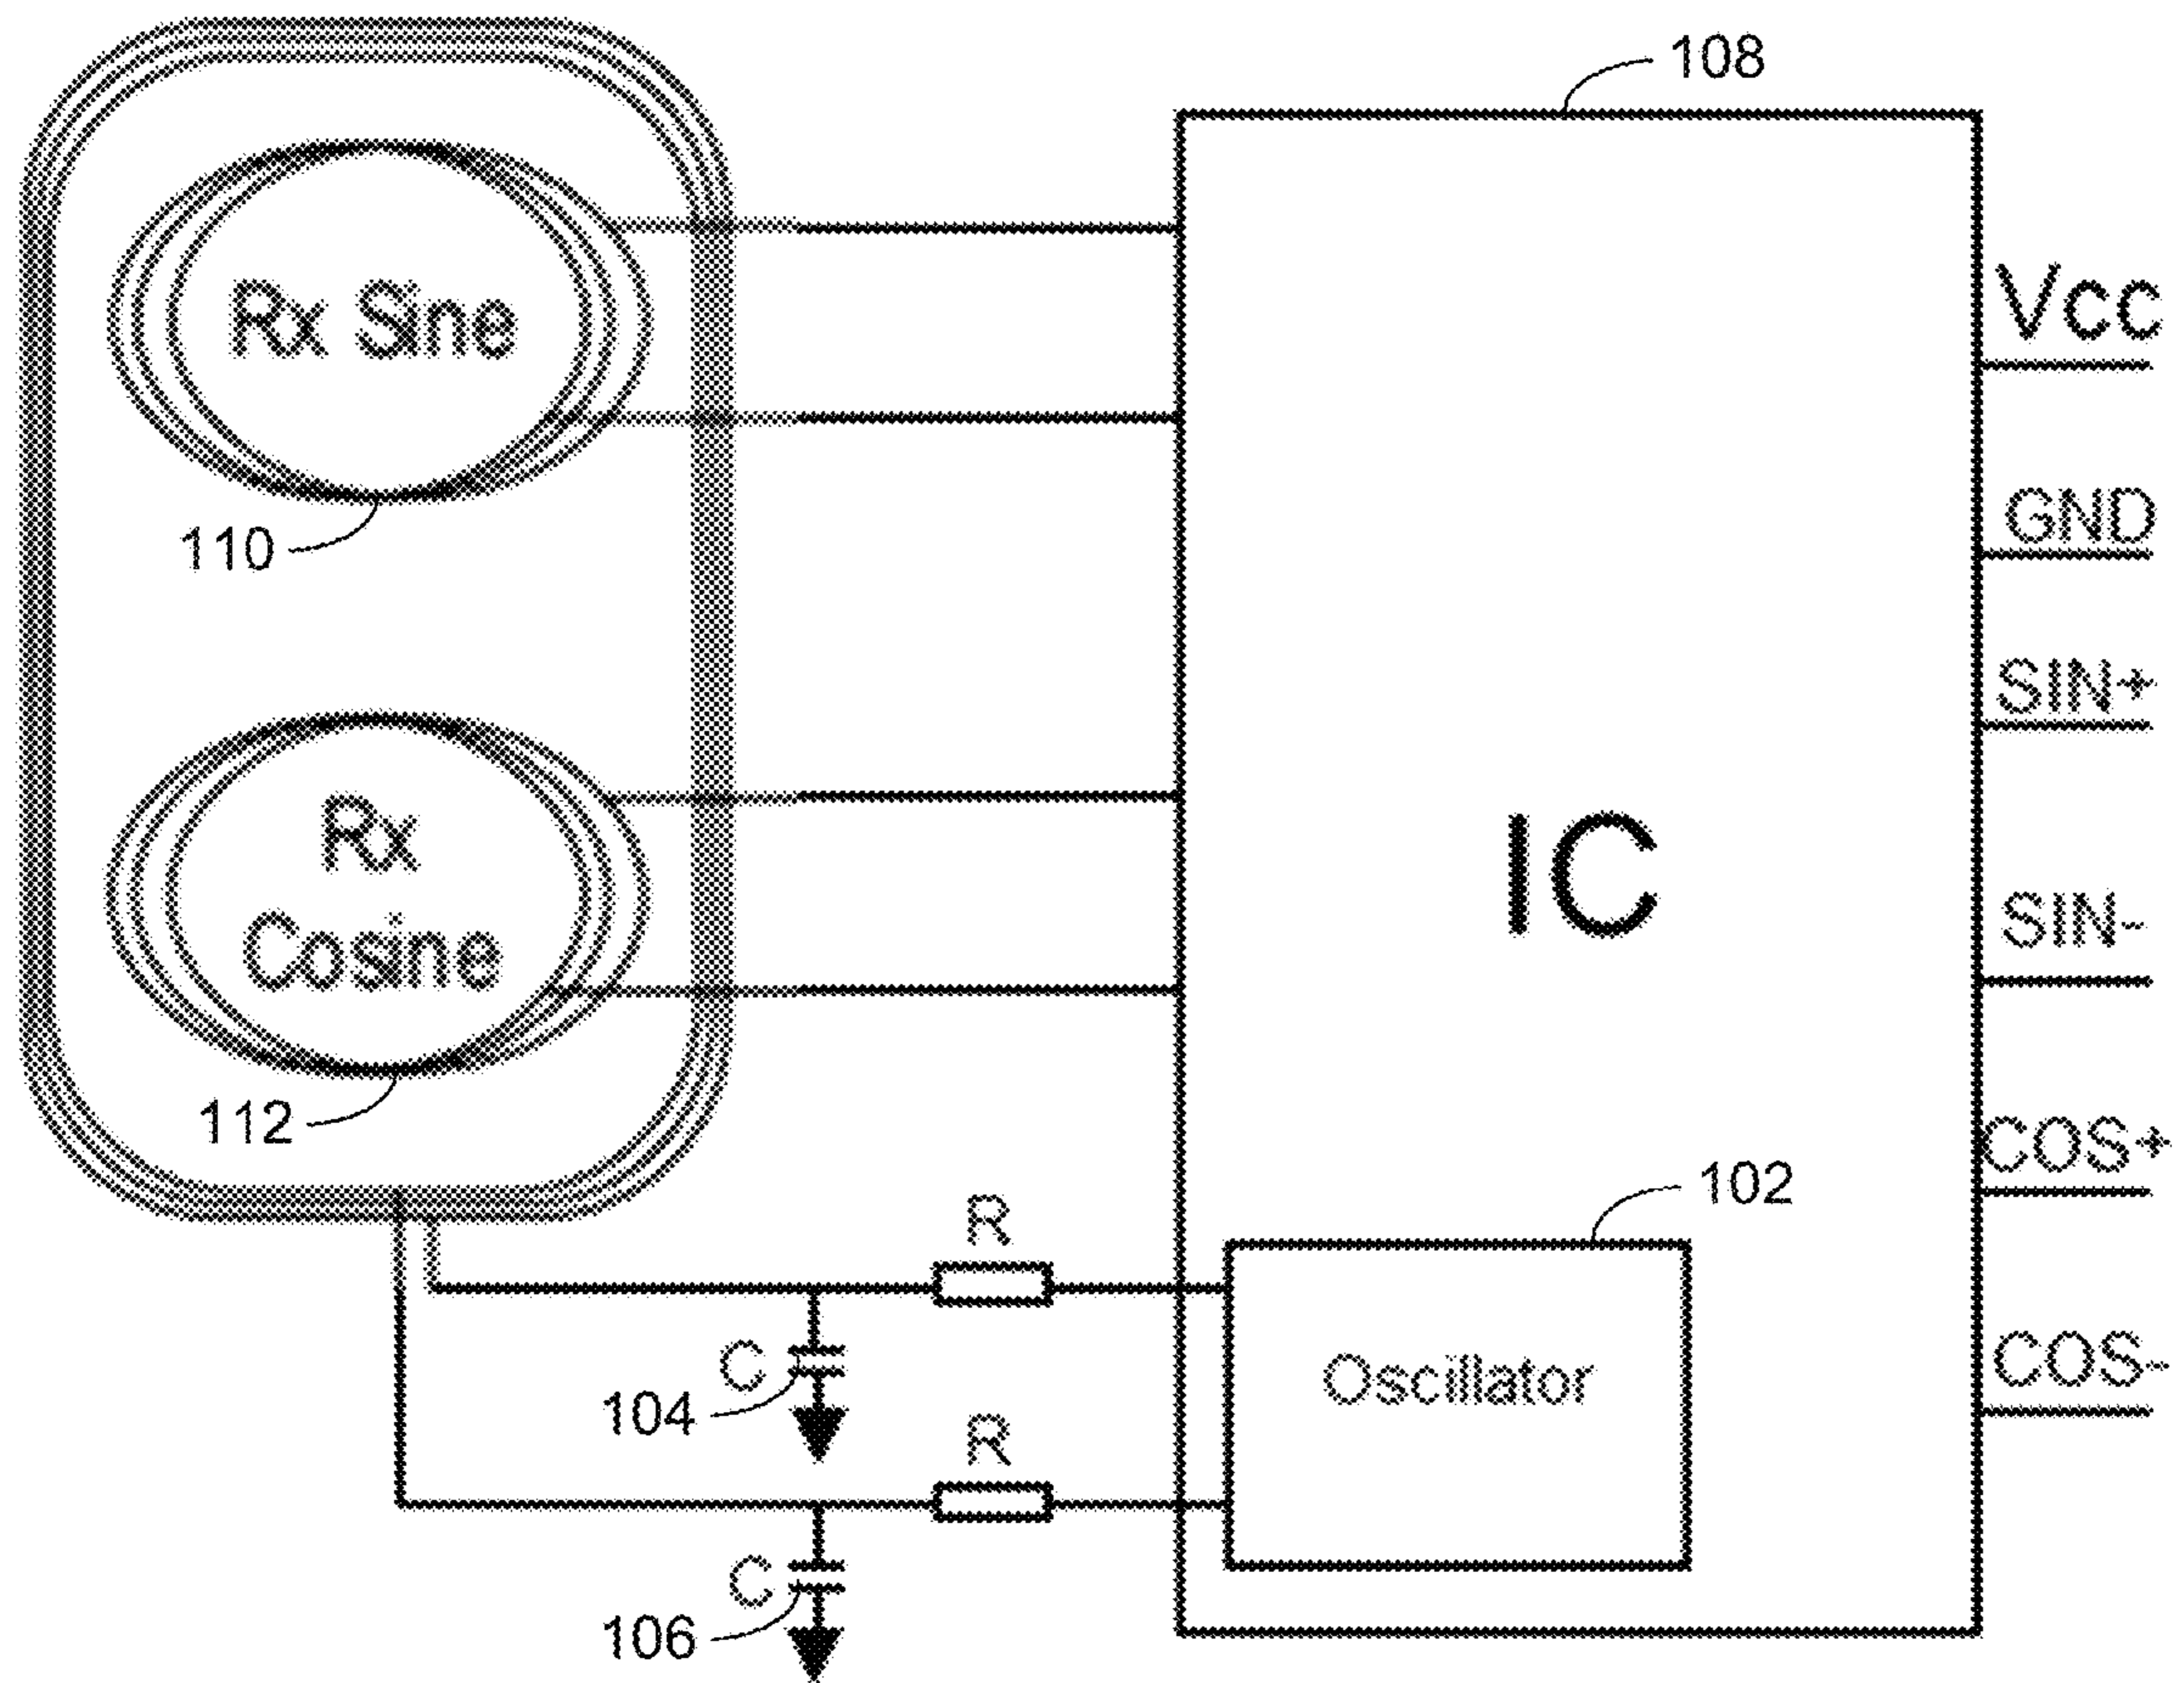 108
Rx Sine
Vcc
110
GND
SIN+
Rx
Cosine
IC
SIN-
112
COS+
102
R
C
104
Oscillator
COS-
R
C
106